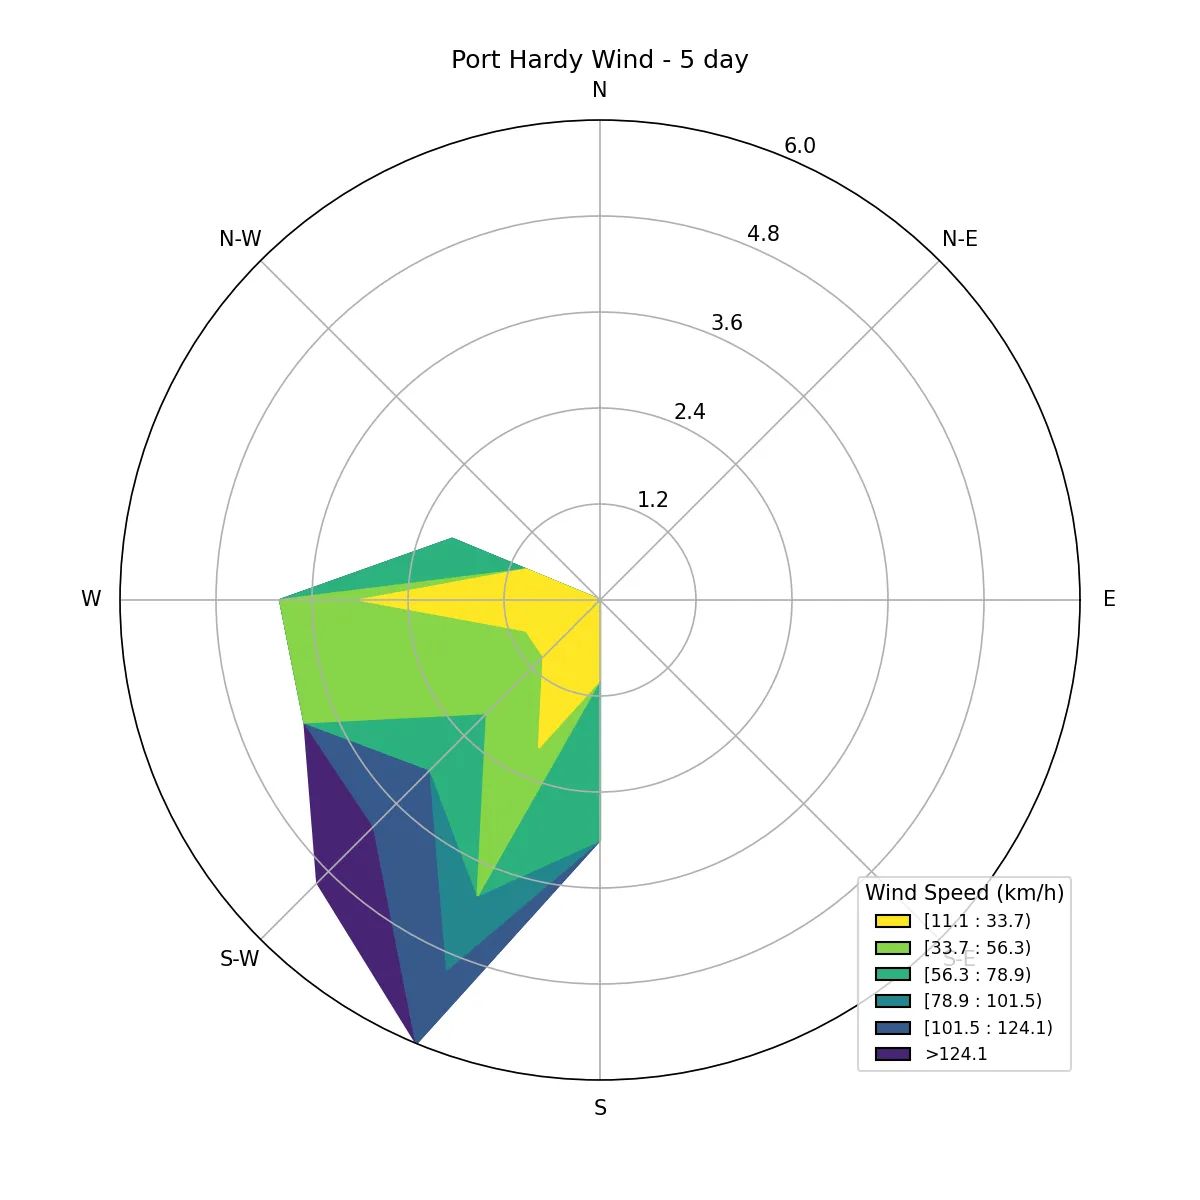 Port Hardy Wind - 5 day
N
6.0
N-W
N-E
4.8
3.6
2.4
1.2
W
E
S-W
S-E
Wind Speed (km/h)
[11.1 : 33.7)
[33.7 : 56.3)
[56.3 : 78.9)
[78.9 : 101.5)
[101.5 : 124.1)
>124.1
S